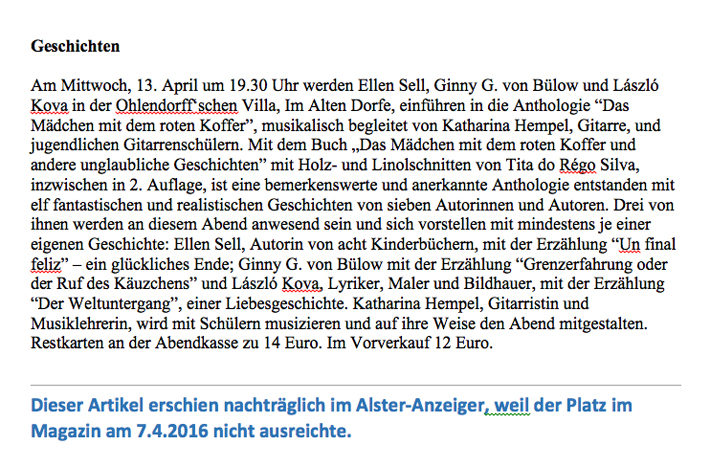 Geschichten
Am Mittwoch, 13. April um 19.30 Uhr werden Ellen Sell, Ginny G. von Bülow und László
Kova in der Ohlendorff‘schen Villa, Im Alten Dorfe, einführen in die Anthologie “Das
Mädchen mit dem roten Koffer”, musikalisch begleitet von Katharina Hempel, Gitarre, und
jugendlichen Gitarrenschülern. Mit dem Buch „Das Mädchen mit dem roten Koffer und
andere unglaubliche Geschichten” mit Holz- und Linolschnitten von Tita do Régo Silva,
inzwischen in 2. Auflage, ist eine bemerkenswerte und anerkannte Anthologie entstanden mit
elf fantastischen und realistischen Geschichten von sieben Autorinnen und Autoren. Drei von
ihnen werden an diesem Abend anwesend sein und sich vorstellen mit mindestens je einer
eigenen Geschichte: Ellen Sell, Autorin von acht Kinderbüchern, mit der Erzählung “Un final
feliz” – ein glückliches Ende; Ginny G. von Bülow mit der Erzählung “Grenzerfahrung oder
der Ruf des Käuzchens” und László Kova, Lyriker, Maler und Bildhauer, mit der Erzählung
“Der Weltuntergang”, einer Liebesgeschichte. Katharina Hempel, Gitarristin und
Musiklehrerin, wird mit Schülern musizieren und auf ihre Weise den Abend mitgestalten.
Restkarten an der Abendkasse zu 14 Euro. Im Vorverkauf 12 Euro.
Dieser Artikel erschien nachträglich im Alster-Anzeiger, weil der Platz im
Magazin am 7.4.2016 nicht ausreichte.